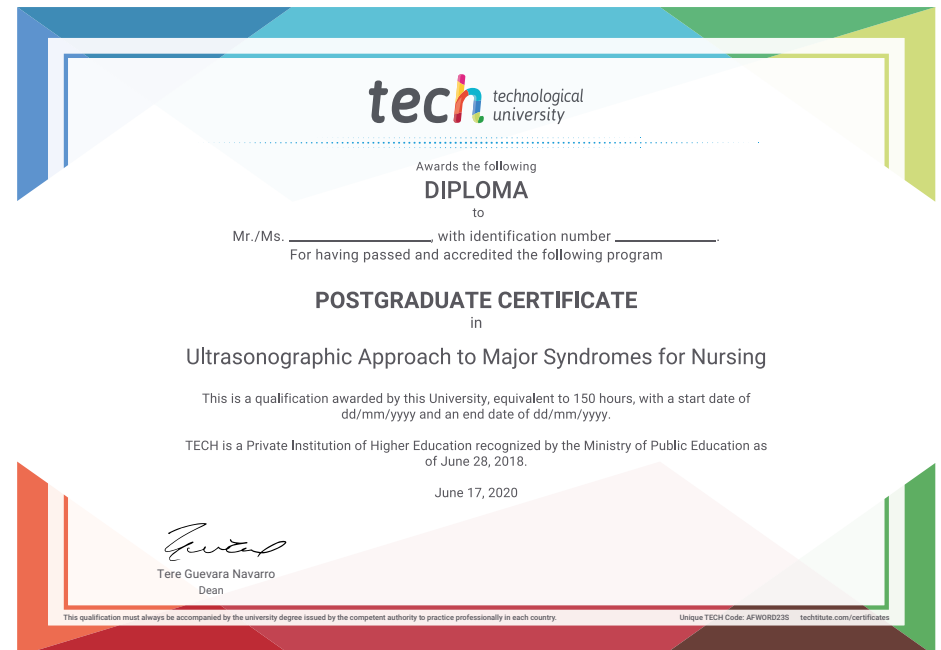 tech technological
university
Awards the following
DIPLOMA
to
Mr./Ms. ____________, with identification number ____________.
For having passed and accredited the following program
POSTGRADUATE CERTIFICATE
in
Ultrasonographic Approach to Major Syndromes for Nursing
This is a qualification awarded by this University, equivalent to 150 hours, with a start date of
dd/mm/yyyy and an end date of dd/mm/yyyy.
TECH is a Private Institution of Higher Education recognized by the Ministry of Public Education as
of June 28, 2018.
June 17, 2020
Tere Guevara Navarro
Dean
This qualification must always be accompanied by the university degree issued by the competent authority to practice professionally in each country.
Unique TECH Code: AFWORD23S techtitute.com/certificates